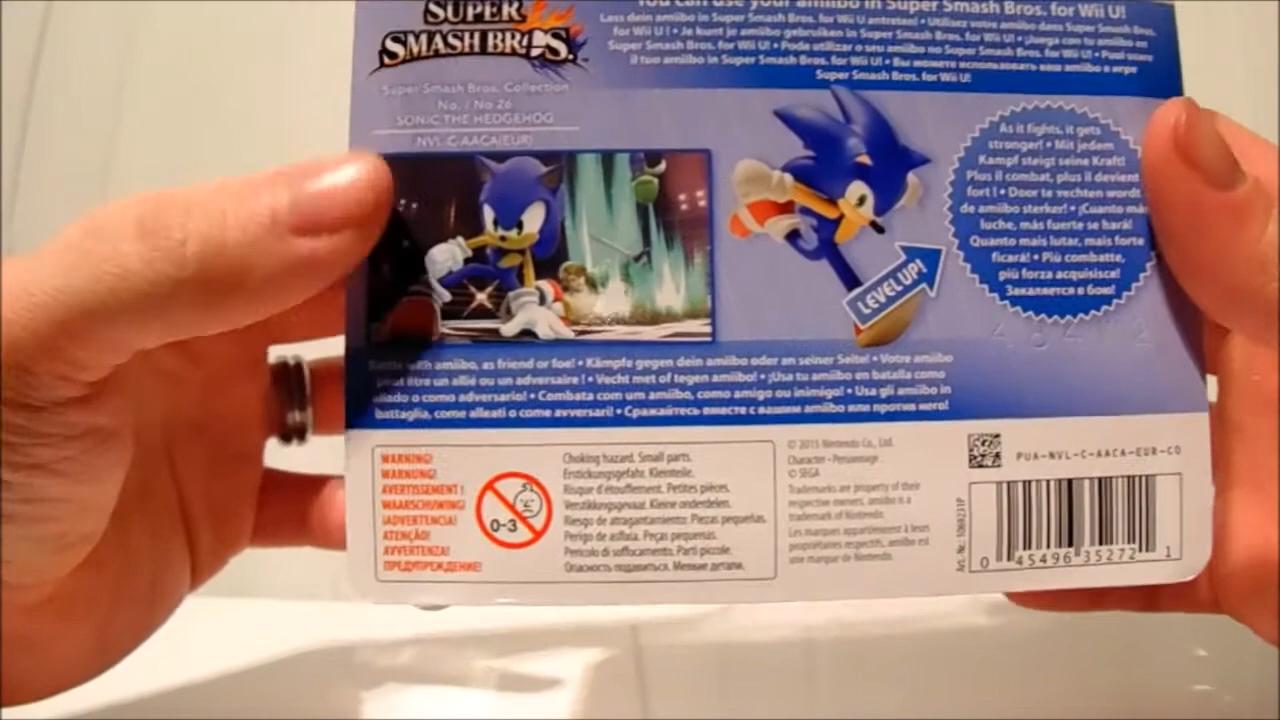 SUPER
SMASH BROS.
You can use your amiibo in Super Smash Bros. for Wii U!
Lass dein amiibo in Super Smash Bros. for Wii U antreten! • Utilisez votre amiibo dans Super Smash Bros.
for Wii U ! • Je kunt je amiibo gebruiken in Super Smash Bros. for Wii U! • ¡Juega con tu amiibo en
Super Smash Bros. for Wii U! • Pode utilizar o seu amiibo no Super Smash Bros. for Wii U! • Puoi usare
il tuo amiibo in Super Smash Bros. for Wii U! • Вы можете использовать ваш amiibo в игре
Super Smash Bros. for Wii U!
Super Smash Bros. Collection
No. / No 26
SONIC THE HEDGEHOG
NVL-C-AACA(EUR)
As it fights, it gets
stronger! • Mit jedem
Kampf steigt seine Kraft!
Plus il combat, plus il devient
fort ! • Door te vechten wordt
de amiibo sterker! • ¡Cuanto más
luche, más fuerte se hará!
Quanto mais lutar, mais forte
ficará! • Più combatte,
più forza acquisisce!
Закаляется в бою!
LEVEL UP!
Battle with amiibo, as friend or foe! • Kämpfe gegen dein amiibo oder an seiner Seite! • Votre amiibo
peut être un allié ou un adversaire ! • Vecht met of tegen amiibo! • ¡Usa tu amiibo en batalla como
aliado o como adversario! • Combata com um amiibo, como amigo ou inimigo! • Usa gli amiibo in
battaglia, come alleati o come avversari! • Сражайтесь вместе с вашим amiibo или против него!
WARNING!
WARNUNG!
AVERTISSEMENT !
WAARSCHUWING!
¡ADVERTENCIA!
ATENÇÃO!
AVVERTENZA!
ПРЕДУПРЕЖДЕНИЕ!
0-3
Choking hazard. Small parts.
Erstickungsgefahr. Kleinteile.
Risque d'étouffement. Petites pièces.
Verstikkingsgevaar. Kleine onderdelen.
Riesgo de atragantamiento. Piezas pequeñas.
Perigo de asfixia. Peças pequenas.
Pericolo di soffocamento. Parti piccole.
Опасность подавиться. Мелкие детали.
© 2015 Nintendo Co., Ltd.
Character • Personnage :
© SEGA
Trademarks are property of their
respective owners. amiibo is a
trademark of Nintendo.
Les marques appartiennent à leurs
propriétaires respectifs. amiibo est
une marque de Nintendo.
PUA-NVL-C-AACA-EUR-C0
Art.-Nr. 1069231P
0 45496 35272 1